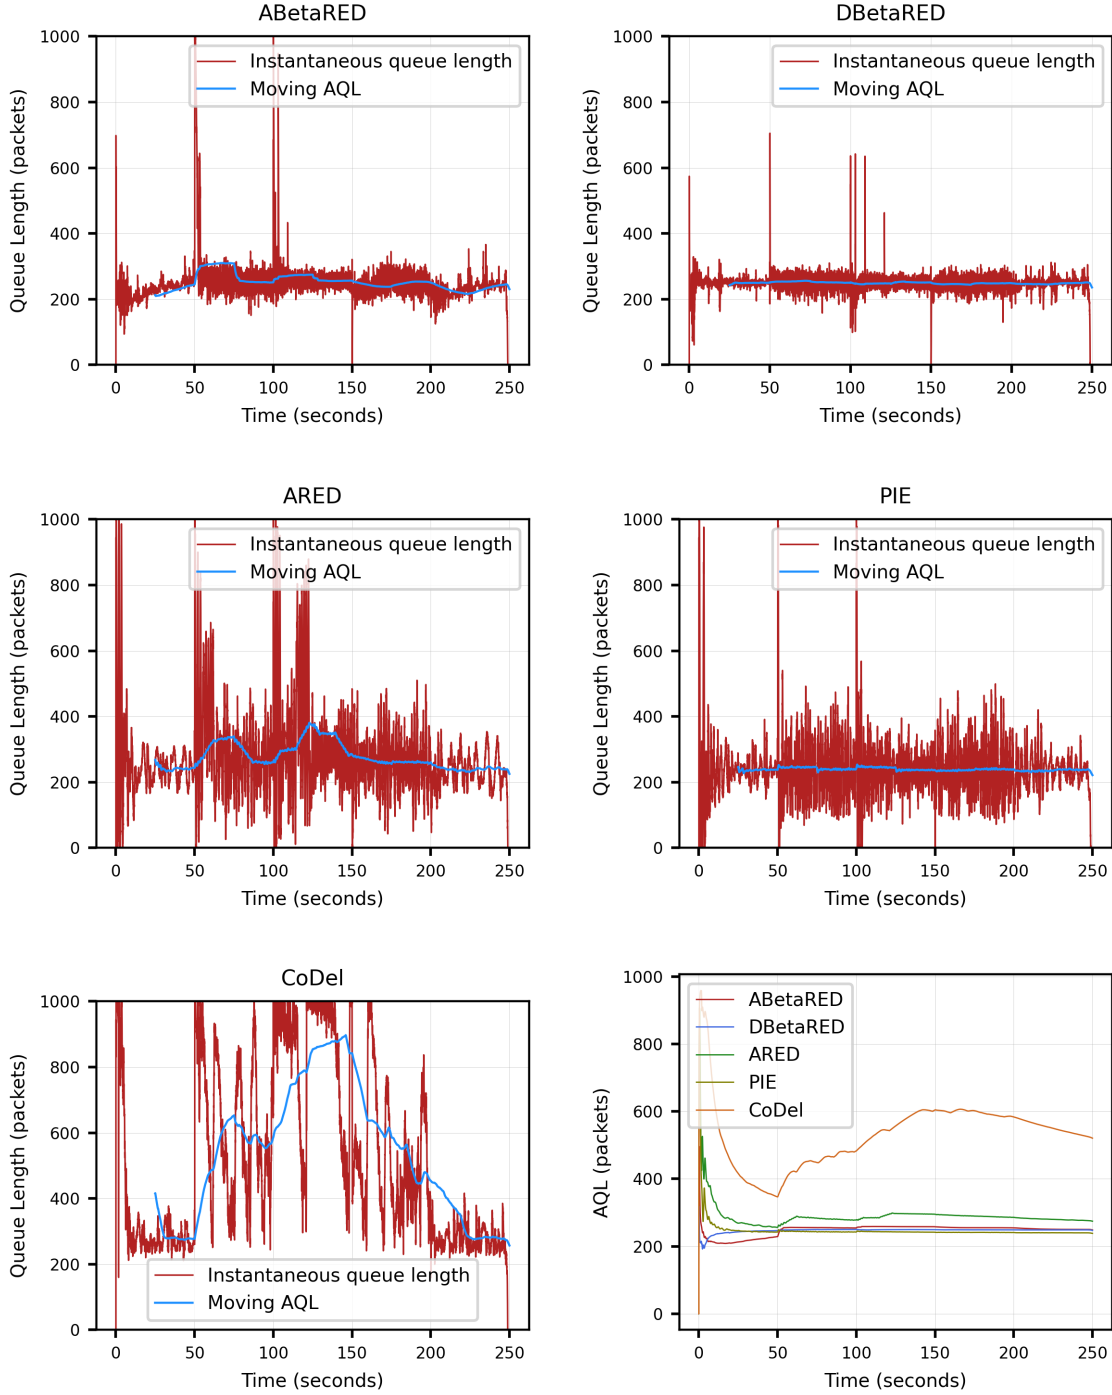 ABetaRED
Queue Length (packets)
1000
800
600
400
200
0
Instantaneous queue length
Moving AQL
0 50 100 150 200 250
Time (seconds)
DBetaRED
Queue Length (packets)
1000
800
600
400
200
0
Instantaneous queue length
Moving AQL
0 50 100 150 200 250
Time (seconds)
ARED
Queue Length (packets)
1000
800
600
400
200
0
Instantaneous queue length
Moving AQL
0 50 100 150 200 250
Time (seconds)
PIE
Queue Length (packets)
1000
800
600
400
200
0
Instantaneous queue length
Moving AQL
0 50 100 150 200 250
Time (seconds)
CoDel
Queue Length (packets)
1000
800
600
400
200
0
Instantaneous queue length
Moving AQL
0 50 100 150 200 250
Time (seconds)
AQL (packets)
1000
800
600
400
200
0
ABetaRED
DBetaRED
ARED
PIE
CoDel
0 50 100 150 200 250
Time (seconds)